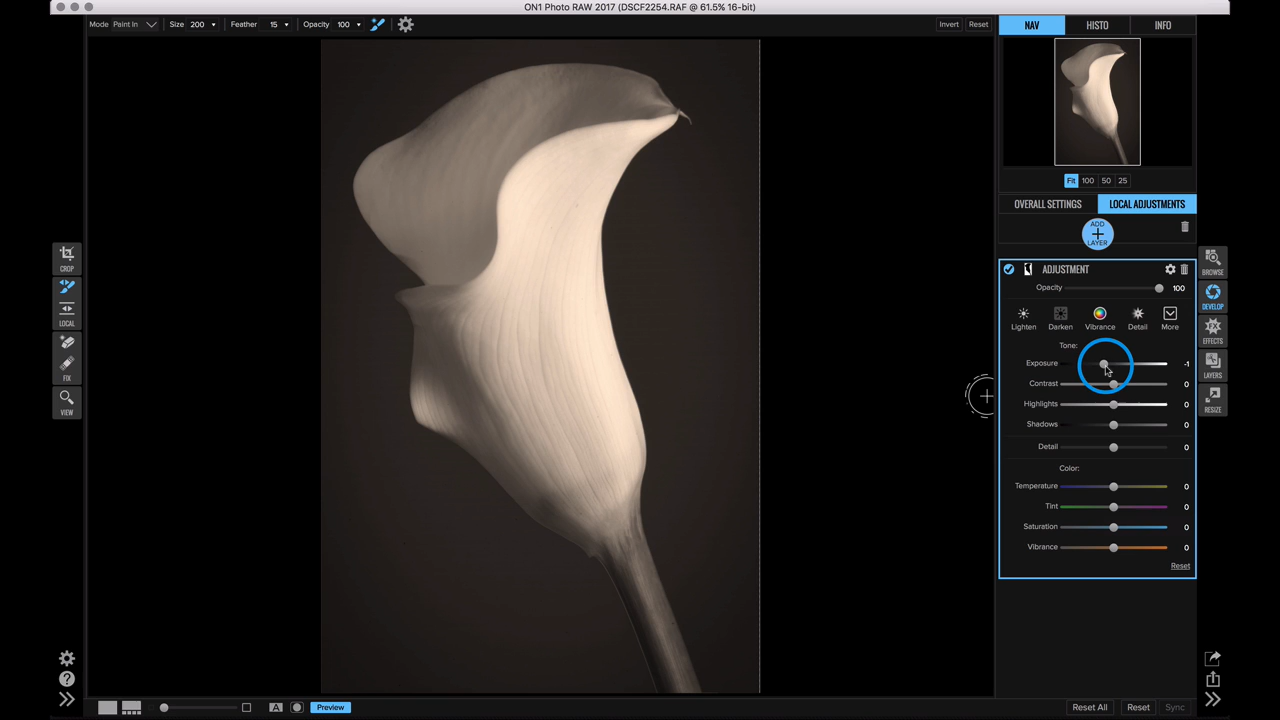 ON1 Photo RAW 2017 (DSCF2254.RAF @ 61.5% 16-bit)
Mode Paint In Size 200 Feather 15 Opacity 100 Invert Reset
NAV HISTO INFO
Fit 100 50 25
OVERALL SETTINGS LOCAL ADJUSTMENTS
ADD
LAYER
CROP
LOCAL
FIX
VIEW
ADJUSTMENT
Opacity 100
Lighten Darken Vibrance Detail More
Tone:
Exposure -1
Contrast 0
Highlights 0
Shadows 0
Detail 0
Color:
Temperature 0
Tint 0
Saturation 0
Vibrance 0
Reset
BROWSE
DEVELOP
FX
EFFECTS
LAYERS
RESIZE
A Preview
Reset All Reset Sync